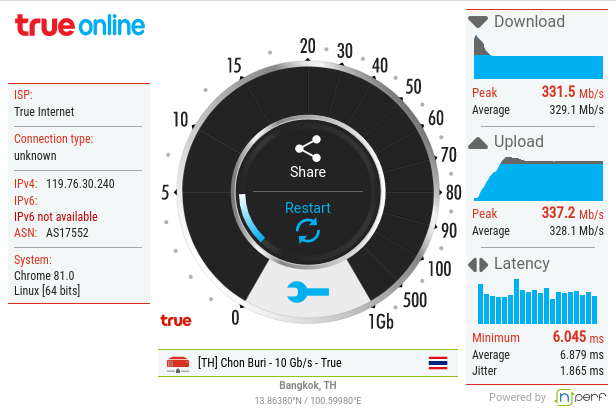 true online
ISP:
True Internet
Connection type:
unknown
IPv4: 119.76.30.240
IPv6:
IPv6 not available
ASN: AS17552
System:
Chrome 81.0
Linux [64 bits]
0
5
10
15
20
30
40
50
60
70
80
90
100
500
1Gb
Share
Restart
true
[TH] Chon Buri - 10 Gb/s - True
Bangkok, TH
13.86380°N / 100.59980°E
Download
Peak 331.5 Mb/s
Average 329.1 Mb/s
Upload
Peak 337.2 Mb/s
Average 328.1 Mb/s
Latency
Minimum 6.045 ms
Average 6.879 ms
Jitter 1.865 ms
Powered by nperf